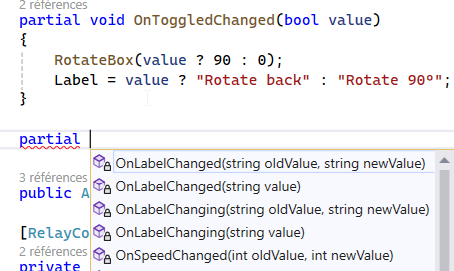 2 références
partial void OnToggledChanged(bool value)
{
RotateBox(value ? 90 : 0);
Label = value ? "Rotate back" : "Rotate 90°";
}
partial
OnLabelChanged(string oldValue, string newValue)
3 références
OnLabelChanged(string value)
public A
OnLabelChanging(string oldValue, string newValue)
[RelayCo
OnLabelChanging(string value)
2 références
OnSpeedChanged(int oldValue, int newValue)
private